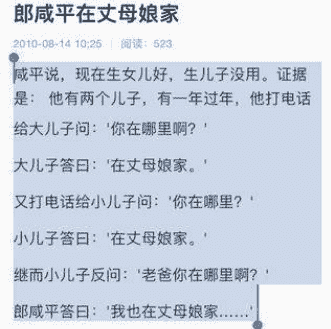 郎咸平在丈母娘家
2010-08-14 10:25 | 阅读：523
咸平说，现在生女儿好，生儿子没用。证据
是： 他有两个儿子，有一年过年，他打电话
给大儿子问：'你在哪里啊？'
大儿子答曰：'在丈母娘家。'
又打电话给小儿子问：'你在哪里？'
小儿子答曰：'在丈母娘家。'
继而小儿子反问：'老爸你在哪里啊？'
郎咸平答曰：'我也在丈母娘家……'